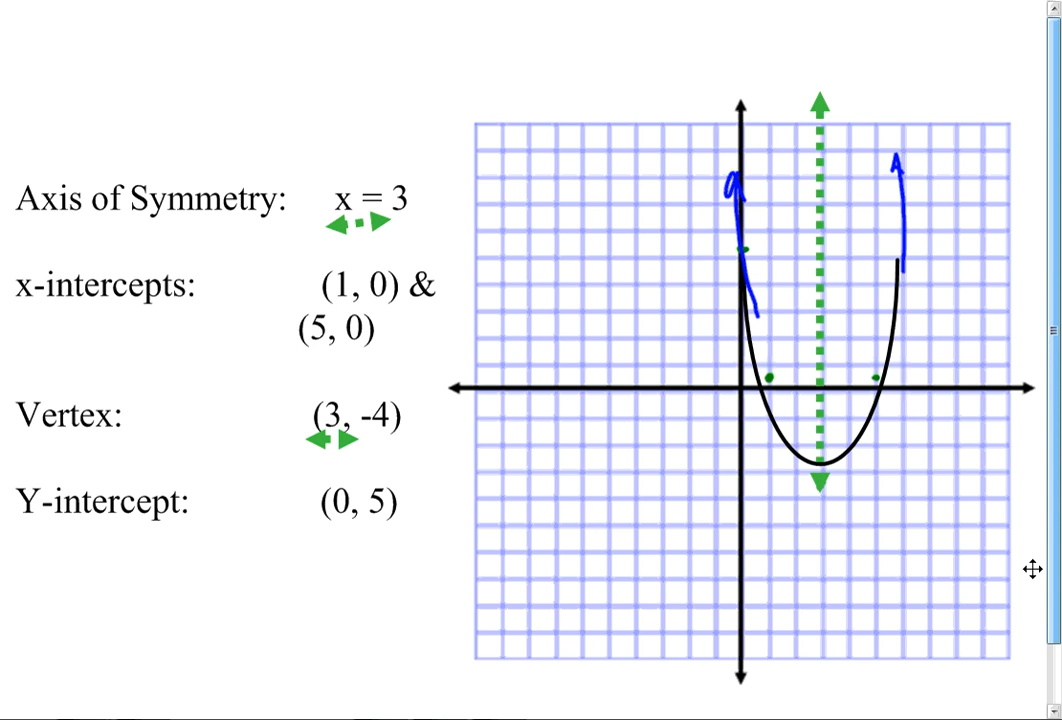 Axis of Symmetry: x = 3
x-intercepts: (1, 0) &
(5, 0)
Vertex: (3, -4)
Y-intercept: (0, 5)